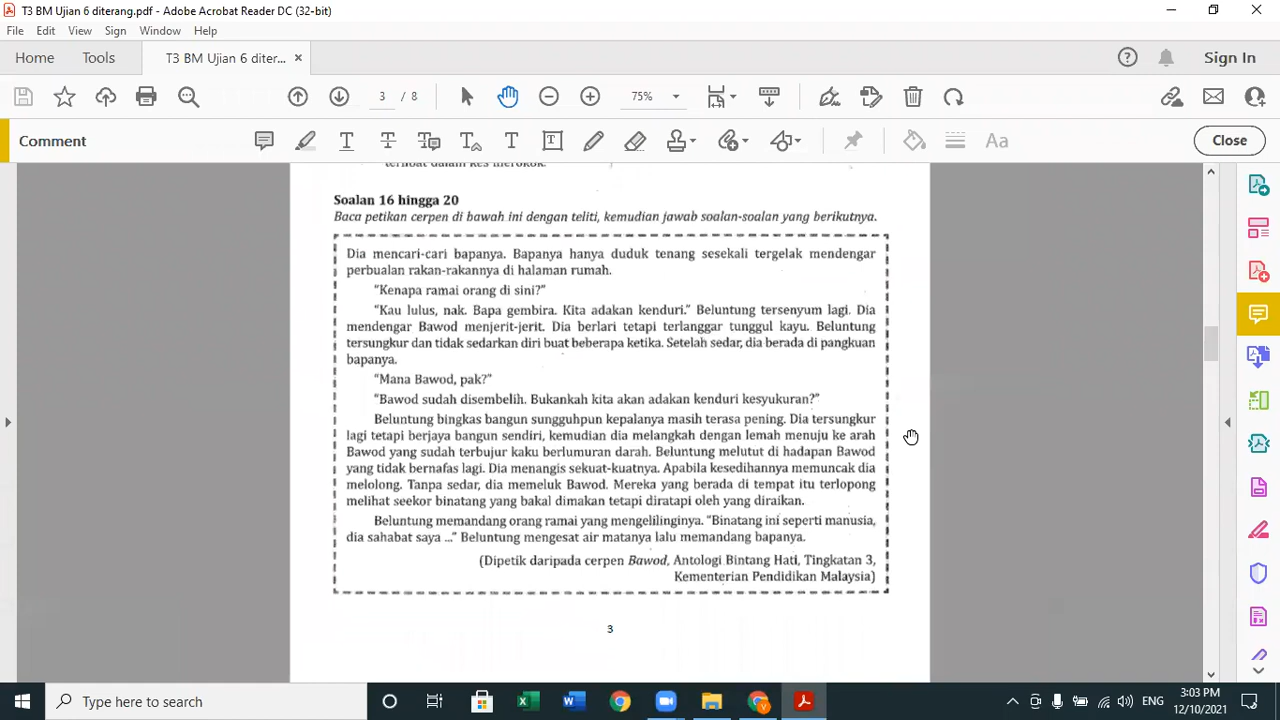 T3 BM Ujian 6 diterang.pdf - Adobe Acrobat Reader DC (32-bit)
File Edit View Sign Window Help
Home Tools T3 BM Ujian 6 diter... Sign In
3 / 8 75%
Comment Aa Close
terlibat dalam kes merokok.
Soalan 16 hingga 20
Baca petikan cerpen di bawah ini dengan teliti, kemudian jawab soalan-soalan yang berikutnya.
Dia mencari-cari bapanya. Bapanya hanya duduk tenang sesekali tergelak mendengar
perbualan rakan-rakannya di halaman rumah.
"Kenapa ramai orang di sini?"
"Kau lulus, nak. Bapa gembira. Kita adakan kenduri." Beluntung tersenyum lagi. Dia
mendengar Bawod menjerit-jerit. Dia berlari tetapi terlanggar tunggul kayu. Beluntung
tersungkur dan tidak sedarkan diri buat beberapa ketika. Setelah sedar, dia berada di pangkuan
bapanya.
"Mana Bawod, pak?"
"Bawod sudah disembelih. Bukankah kita akan adakan kenduri kesyukuran?"
Beluntung bingkas bangun sungguhpun kepalanya masih terasa pening. Dia tersungkur
lagi tetapi berjaya bangun sendiri, kemudian dia melangkah dengan lemah menuju ke arah
Bawod yang sudah terbujur kaku berlumuran darah. Beluntung melutut di hadapan Bawod
yang tidak bernafas lagi. Dia menangis sekuat-kuatnya. Apabila kesedihannya memuncak dia
melolong. Tanpa sedar, dia memeluk Bawod. Mereka yang berada di tempat itu terlopong
melihat seekor binatang yang bakal dimakan tetapi diratapi oleh yang diraikan.
Beluntung memandang orang ramai yang mengelilinginya. "Binatang ini seperti manusia,
dia sahabat saya ..." Beluntung mengesat air matanya lalu memandang bapanya.
(Dipetik daripada cerpen Bawod, Antologi Bintang Hati, Tingkatan 3,
Kementerian Pendidikan Malaysia)
3
Type here to search
ENG
3:03 PM
12/10/2021